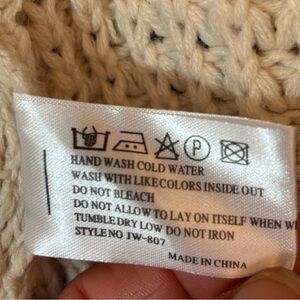 P
HAND WASH COLD WATER
WASH WITH LIKE COLORS INSIDE OUT
DO NOT BLEACH
DO NOT ALLOW TO LAY ON ITSELF WHEN
TUMBLE DRY LOW DO NOT IRON
STYLE NO JW-807
MADE IN CHINA